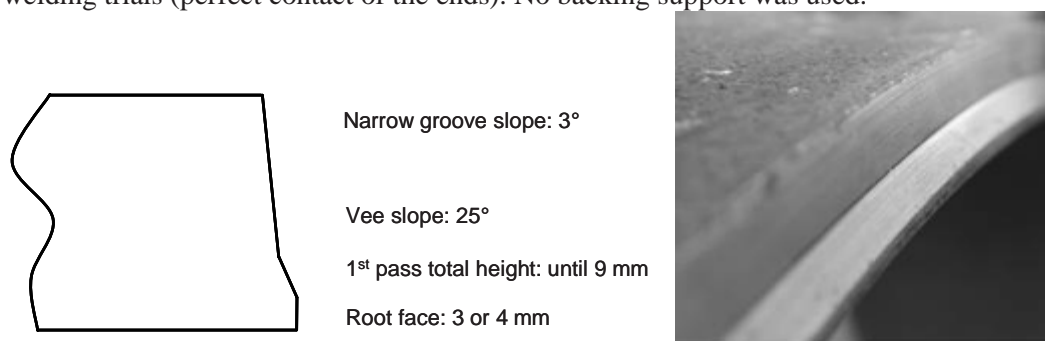 welding trials (perfect contact of the ends). No backing support was used.
Narrow groove slope: 3°
Vee slope: 25°
1st pass total height: until 9 mm
Root face: 3 or 4 mm